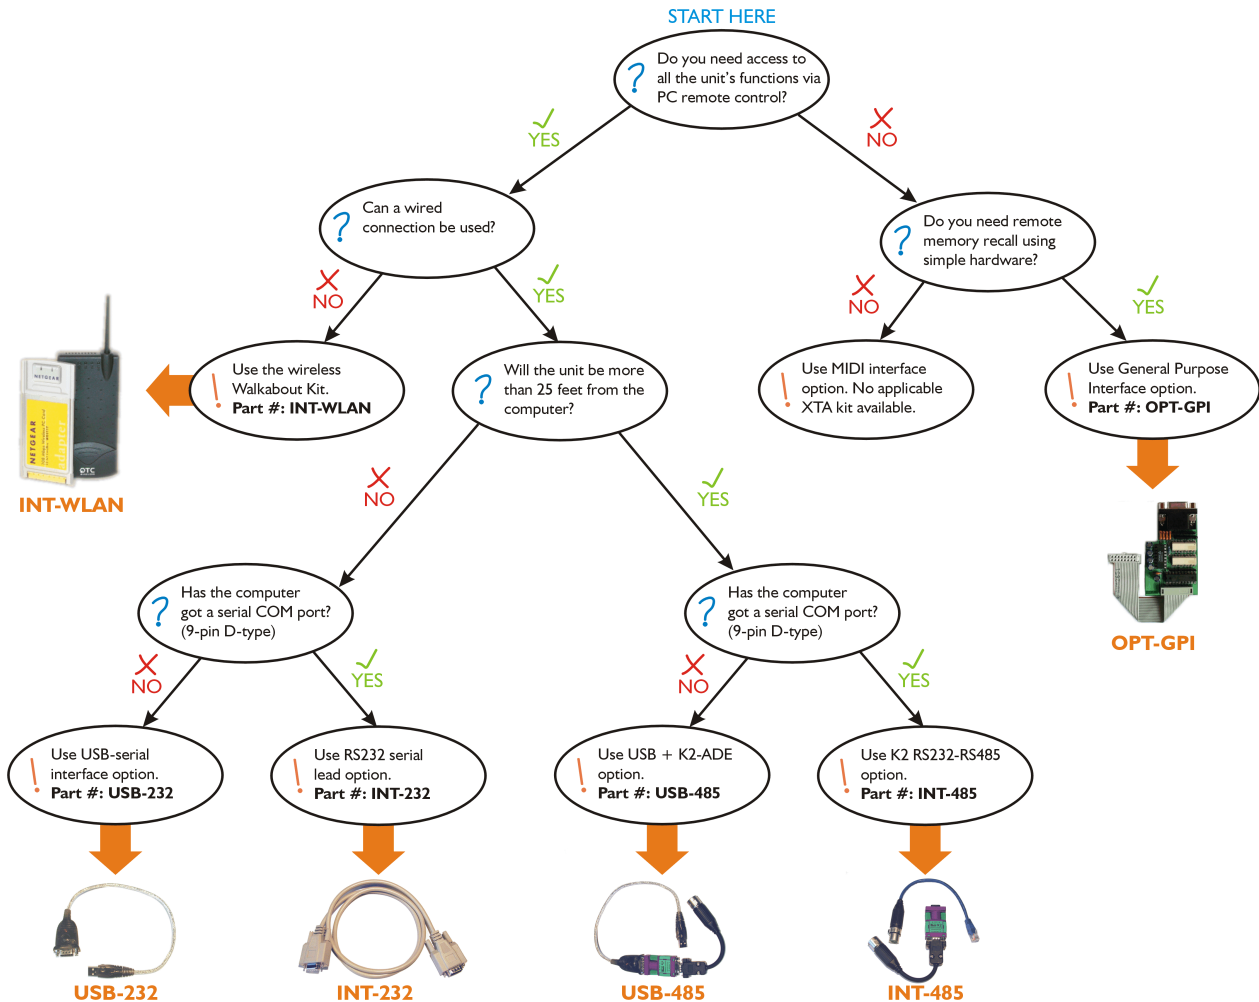 START HERE
Do you need access to
all the unit's functions via
PC remote control?
YES
NO
Can a wired
connection be used?
Do you need remote
memory recall using
simple hardware?
NO
YES
NO
YES
Use the wireless
Walkabout Kit.
Part #: INT-WLAN
Will the unit be more
than 25 feet from the
computer?
Use MIDI interface
option. No applicable
XTA kit available.
Use General Purpose
Interface option.
Part #: OPT-GPI
NETGEAR
NETGEAR
adapter
OTC
INT-WLAN
NO
YES
OPT-GPI
Has the computer
got a serial COM port?
(9-pin D-type)
Has the computer
got a serial COM port?
(9-pin D-type)
NO
YES
NO
YES
Use USB-serial
interface option.
Part #: USB-232
Use RS232 serial
lead option.
Part #: INT-232
Use USB + K2-ADE
option.
Part #: USB-485
Use K2 RS232-RS485
option.
Part #: INT-485
USB-232
INT-232
USB-485
INT-485